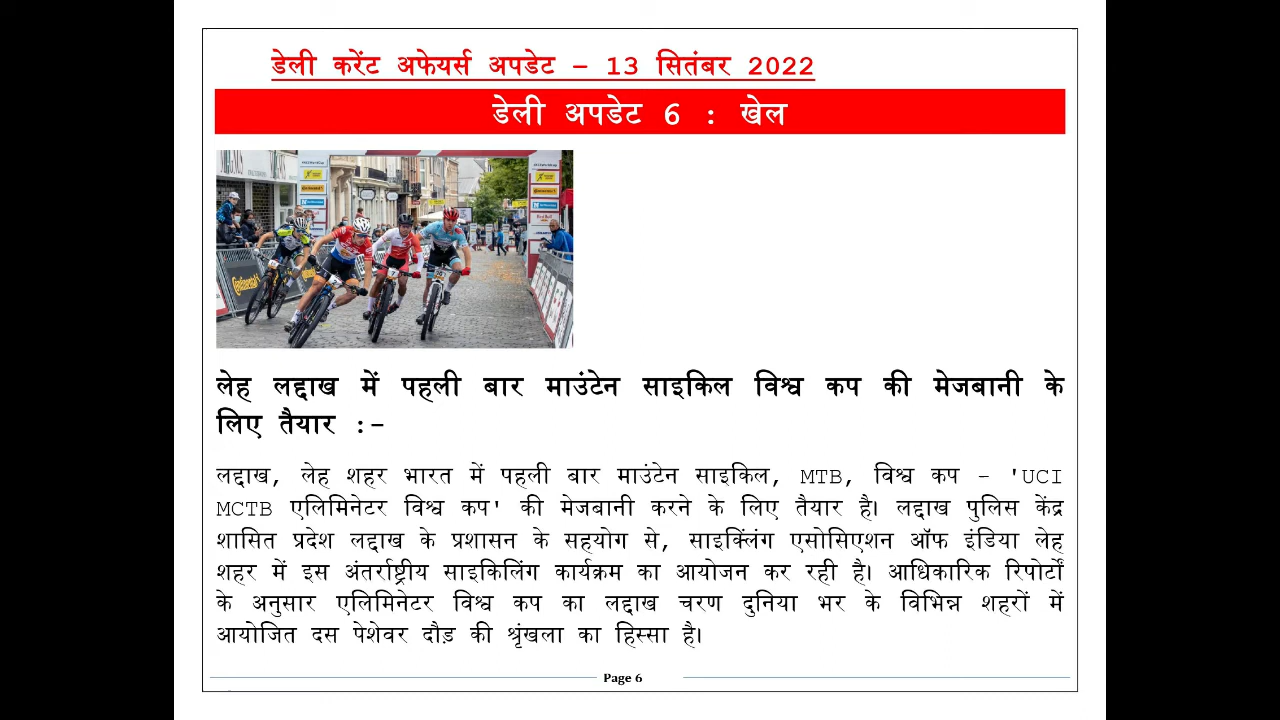 डेली करेंट अफेयर्स अपडेट – 13 सितंबर 2022
डेली अपडेट 6 : खेल
लेह लद्दाख में पहली बार माउंटेन साइकिल विश्व कप की मेजबानी के
लिए तैयार :-
लद्दाख, लेह शहर भारत में पहली बार माउंटेन साइकिल, MTB, विश्व कप - 'UCI
MCTB एलिमिनेटर विश्व कप' की मेजबानी करने के लिए तैयार है। लद्दाख पुलिस केंद्र
शासित प्रदेश लद्दाख के प्रशासन के सहयोग से, साइक्लिंग एसोसिएशन ऑफ इंडिया लेह
शहर में इस अंतर्राष्ट्रीय साइकिलिंग कार्यक्रम का आयोजन कर रही है। आधिकारिक रिपोर्टों
के अनुसार एलिमिनेटर विश्व कप का लद्दाख चरण दुनिया भर के विभिन्न शहरों में
आयोजित दस पेशेवर दौड़ की श्रृंखला का हिस्सा है।
Page 6